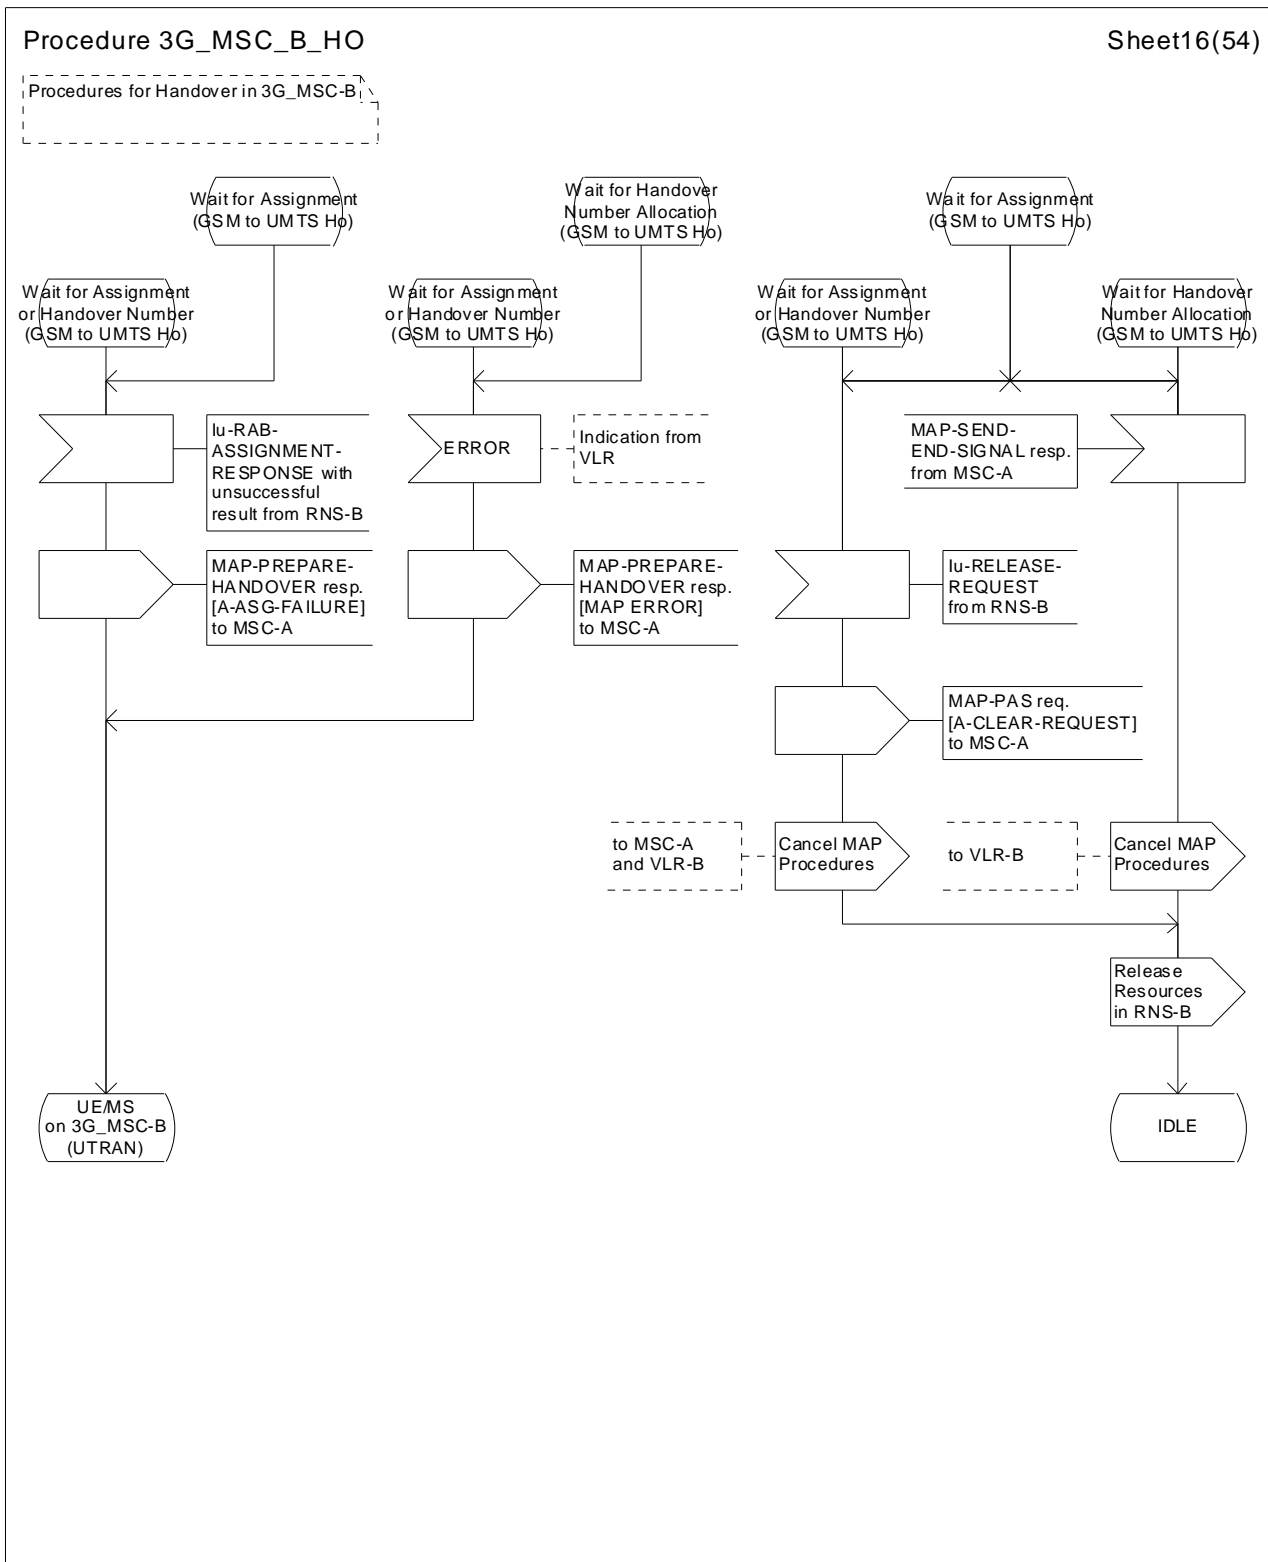 Procedure 3G_MSC_B_HO
Sheet16(54)
Procedures for Handover in 3G_MSC-B
Wait for Assignment
(GSM to UMTS Ho)
Wait for Handover
Number Allocation
(GSM to UMTS Ho)
Wait for Assignment
(GSM to UMTS Ho)
Wait for Assignment
or Handover Number
(GSM to UMTS Ho)
Wait for Assignment
or Handover Number
(GSM to UMTS Ho)
Wait for Assignment
or Handover Number
(GSM to UMTS Ho)
Wait for Handover
Number Allocation
(GSM to UMTS Ho)
Iu-RAB-
ASSIGNMENT-
RESPONSE with
unsuccessful
result from RNS-B
ERROR
Indication from
VLR
MAP-SEND-
END-SIGNAL resp.
from MSC-A
MAP-PREPARE-
HANDOVER resp.
[A-ASG-FAILURE]
to MSC-A
MAP-PREPARE-
HANDOVER resp.
[MAP ERROR]
to MSC-A
Iu-RELEASE-
REQUEST
from RNS-B
MAP-PAS req.
[A-CLEAR-REQUEST]
to MSC-A
to MSC-A
and VLR-B
Cancel MAP
Procedures
to VLR-B
Cancel MAP
Procedures
Release
Resources
in RNS-B
UE/MS
on 3G_MSC-B
(UTRAN)
IDLE